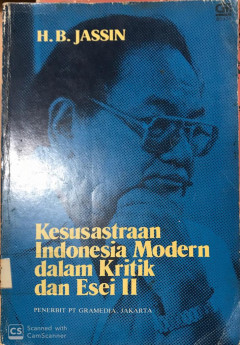 H. B. JASSIN
Kesusastraan
Indonesia Modern
dalam Kritik
dan Esei II
PENERBIT PT GRAMEDIA, JAKARTA
CS
Scanned with
CamScanner